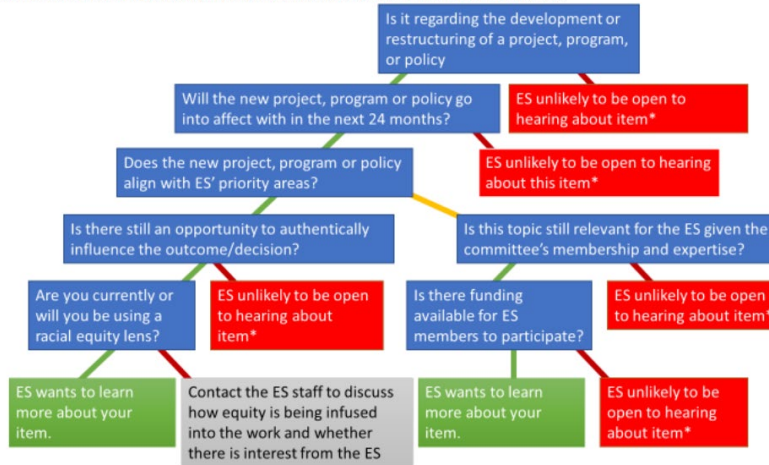 Is it regarding the development or
restructuring of a project, program,
or policy
Will the new project, program or policy go
into affect with in the next 24 months?
ES unlikely to be open to
hearing about item*
Does the new project, program or policy
align with ES' priority areas?
ES unlikely to be open to hearing
about this item*
Is there still an opportunity to authentically
influence the outcome/decision?
Is this topic still relevant for the ES given the
committee's membership and expertise?
Are you currently or
will you be using a
racial equity lens?
ES unlikely to be open
to hearing about
item*
Is there funding
available for ES
members to participate?
ES unlikely to be open
to hearing about item*
ES wants to learn
more about your
item.
Contact the ES staff to discuss
how equity is being infused
into the work and whether
there is interest from the ES
ES wants to learn
more about your
item.
ES unlikely to be
open to hearing
about item*